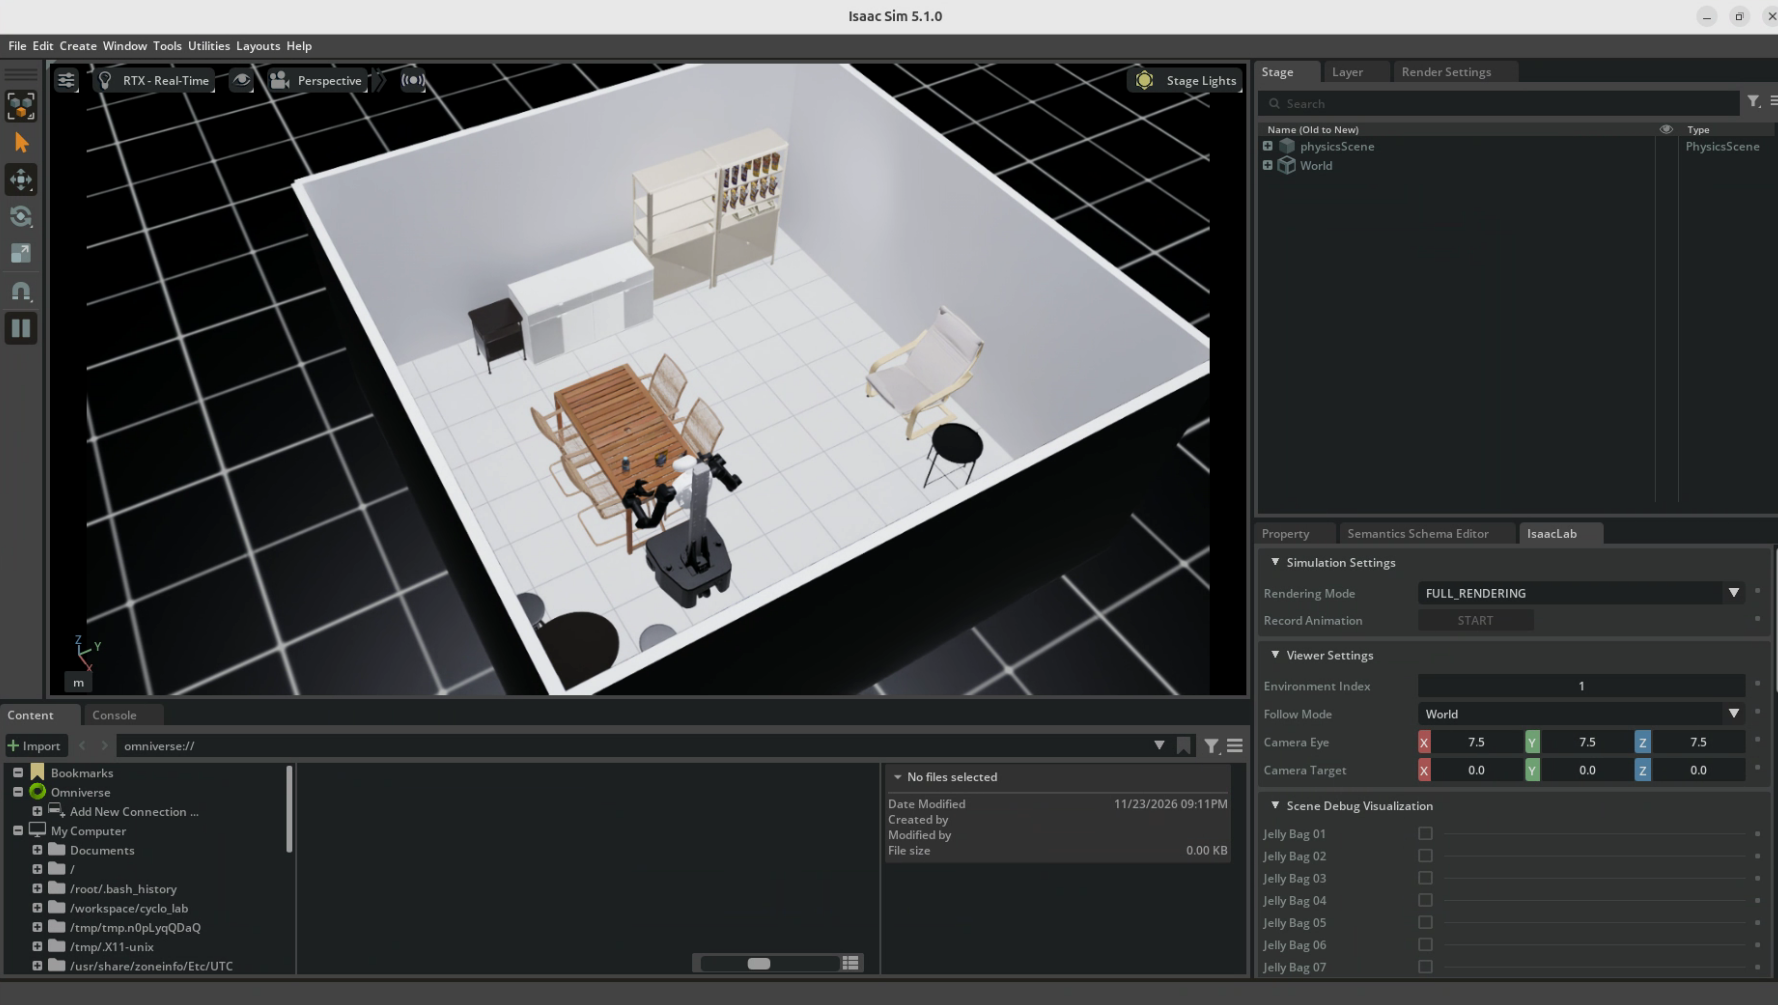 Isaac Sim 5.1.0
File Edit Create Window Tools Utilities Layouts Help
RTX - Real-Time
Perspective
Stage Lights
Z
Y
X
m
Stage
Layer
Render Settings
Search
Name (Old to New)
Type
physicsScene
PhysicsScene
World
Property
Semantics Schema Editor
IsaacLab
Simulation Settings
Rendering Mode
FULL_RENDERING
Record Animation
START
Viewer Settings
Environment Index
1
Follow Mode
World
Camera Eye
X 7.5 Y 7.5 Z 7.5
Camera Target
X 0.0 Y 0.0 Z 0.0
Scene Debug Visualization
Jelly Bag 01
Jelly Bag 02
Jelly Bag 03
Jelly Bag 04
Jelly Bag 05
Jelly Bag 06
Jelly Bag 07
Content
Console
Import
omniverse://
Bookmarks
Omniverse
Add New Connection ...
My Computer
Documents
/
/root/.bash_history
/workspace/cyclo_lab
/tmp/tmp.n0pLyqQDaQ
/tmp/.X11-unix
/usr/share/zoneinfo/Etc/UTC
No files selected
Date Modified 11/23/2026 09:11PM
Created by
Modified by
File size 0.00 KB